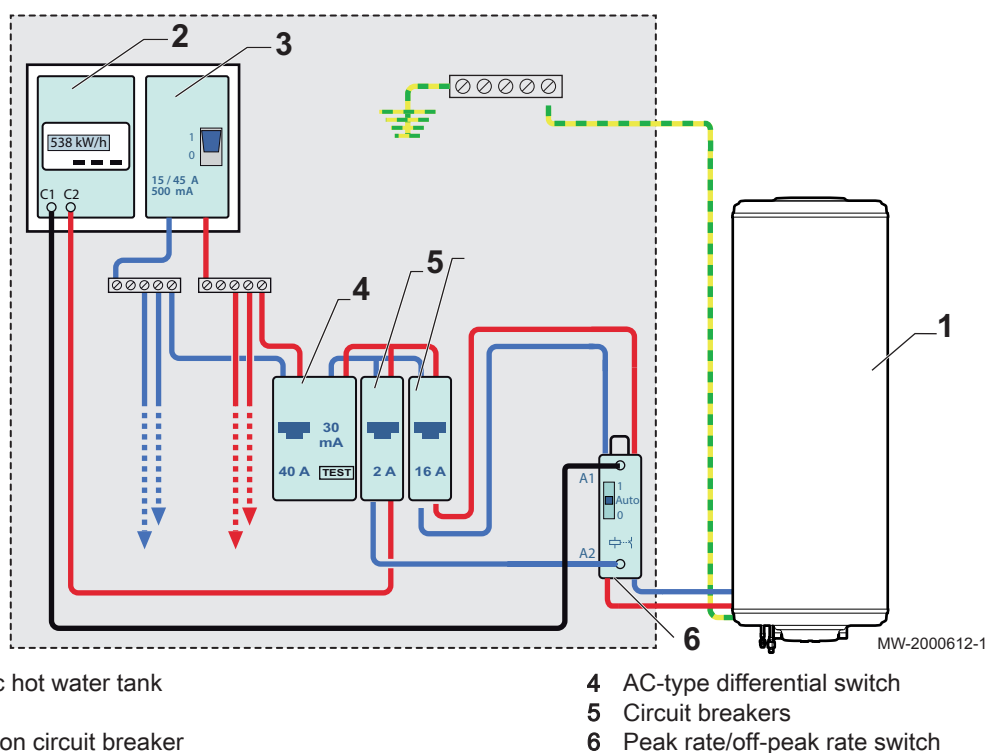 2
3
538 kW/h
1
0
15 / 45 A
500 mA
C1 C2
5
4
1
30
mA
40 A
TEST
2 A
16 A
A1
1
Auto
0
A2
6
MW-2000612-1
c hot water tank
on circuit breaker
4 AC-type differential switch
5 Circuit breakers
6 Peak rate/off-peak rate switch